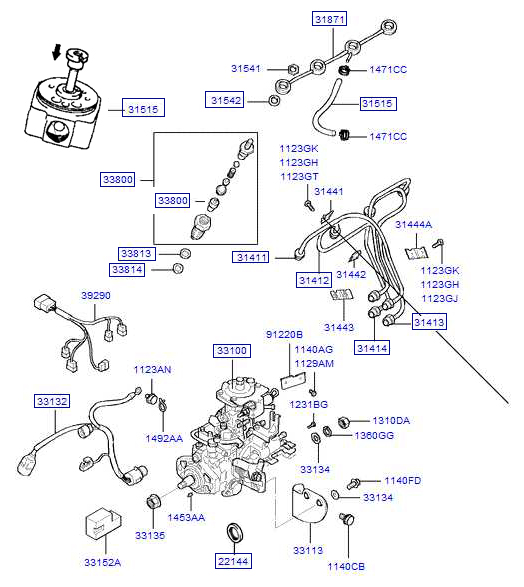 31871
31541
1471CC
31542
31515
31515
1471CC
1123GK
1123GH
1123GT
33800
31441
33800
31444A
33813
31411
33814
31412
31442
1123GK
1123GH
1123GJ
39290
31443
31413
91220B
33100
1140AG
31414
1129AM
1123AN
33132
1231BG
1310DA
1492AA
1360GG
33134
1140FD
33134
1453AA
33135
33152A
22144
33113
1140CB